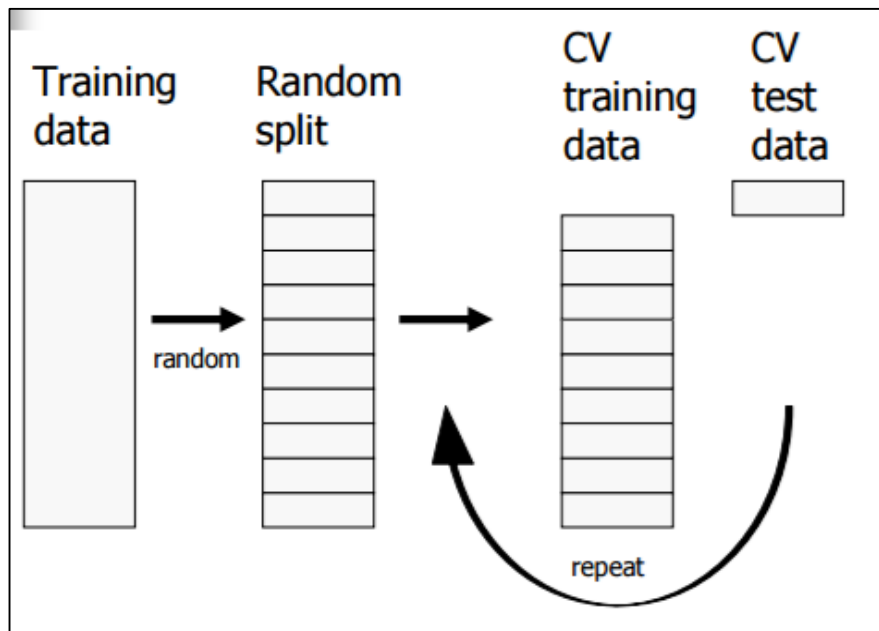 Training
data
Random
split
CV
training
data
CV
test
data
random
repeat